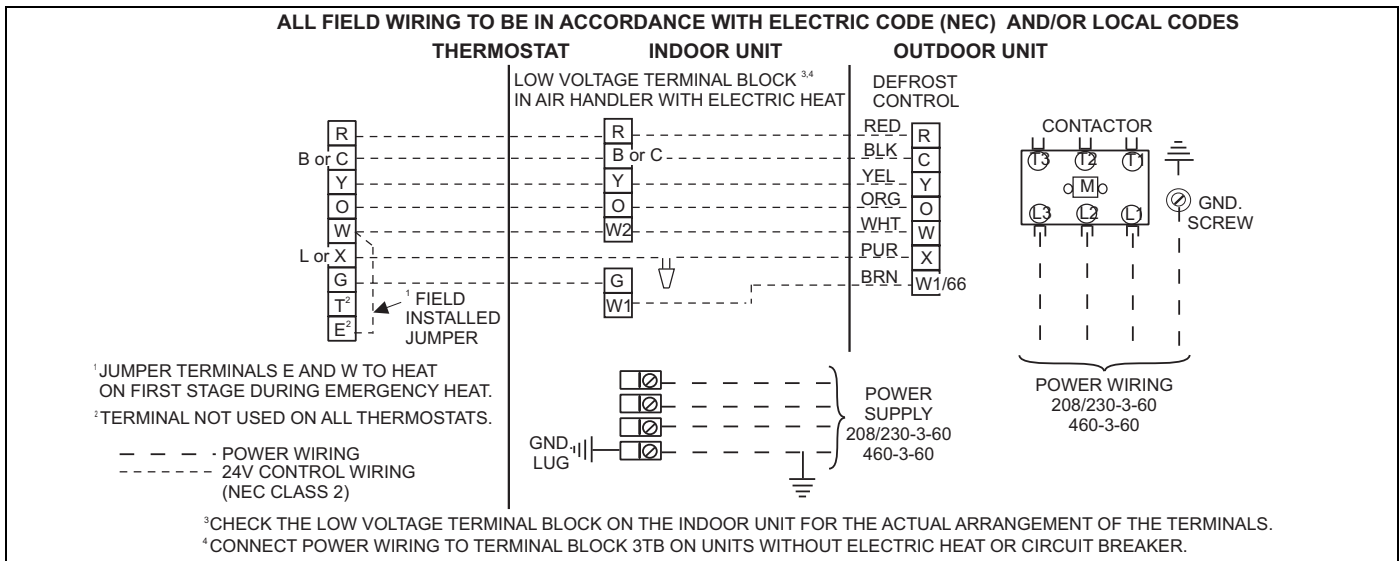 ALL FIELD WIRING TO BE IN ACCORDANCE WITH ELECTRIC CODE (NEC) AND/OR LOCAL CODES
THERMOSTAT INDOOR UNIT OUTDOOR UNIT
LOW VOLTAGE TERMINAL BLOCK 3,4
IN AIR HANDLER WITH ELECTRIC HEAT
DEFROST
CONTROL
R
B or C
Y
O
W
L or X
G
T2
E2
1 FIELD
INSTALLED
JUMPER
R
B or C
Y
O
W2
G
W1
RED
BLK
YEL
ORG
WHT
PUR
BRN
R
C
Y
O
W
X
W1/66
CONTACTOR
T3 T2 T1
M
L3 L2 L1
GND.
SCREW
POWER WIRING
208/230-3-60
460-3-60
1 JUMPER TERMINALS E AND W TO HEAT
ON FIRST STAGE DURING EMERGENCY HEAT.
2 TERMINAL NOT USED ON ALL THERMOSTATS.
POWER WIRING
24V CONTROL WIRING
(NEC CLASS 2)
GND.
LUG
POWER
SUPPLY
208/230-3-60
460-3-60
3 CHECK THE LOW VOLTAGE TERMINAL BLOCK ON THE INDOOR UNIT FOR THE ACTUAL ARRANGEMENT OF THE TERMINALS.
4 CONNECT POWER WIRING TO TERMINAL BLOCK 3TB ON UNITS WITHOUT ELECTRIC HEAT OR CIRCUIT BREAKER.